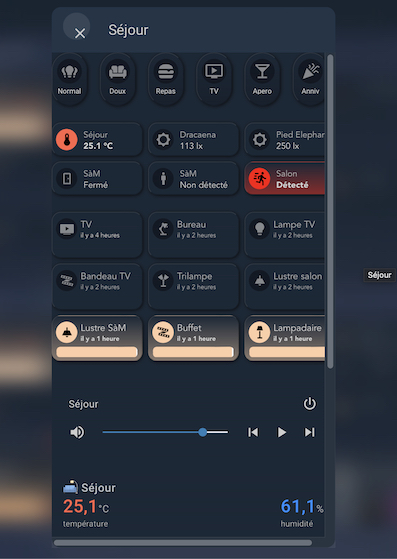 Séjour
Normal
Doux
Repas
TV
Apero
Anniv
Séjour
25.1 °C
Dracaena
113 lx
Pied Elephar
250 lx
SàM
Fermé
SàM
Non détecté
Salon
Détecté
TV
il y a 4 heures
Bureau
il y a 2 heures
Lampe TV
il y a 2 heures
Bandeau TV
il y a 2 heures
Trilampe
il y a 2 heures
Lustre salon
il y a 2 heures
Lustre SàM
il y a 1 heure
Buffet
il y a 1 heure
Lampadaire
il y a 1 heure
Séjour
Séjour
Séjour
25,1 °C
61,1 %
température
humidité